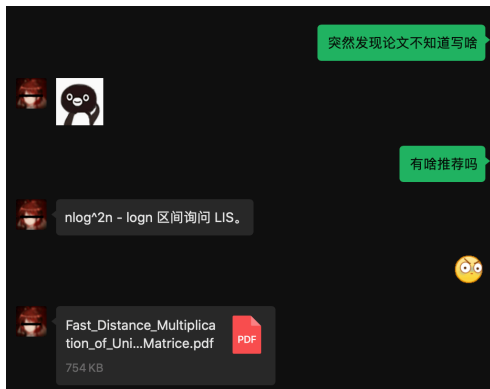 突然发现论文不知道写啥
有啥推荐吗
nlog^2n - logn 区间询问 LIS。
Fast_Distance_Multiplica
tion_of_Uni...Matrice.pdf
PDF
754 KB